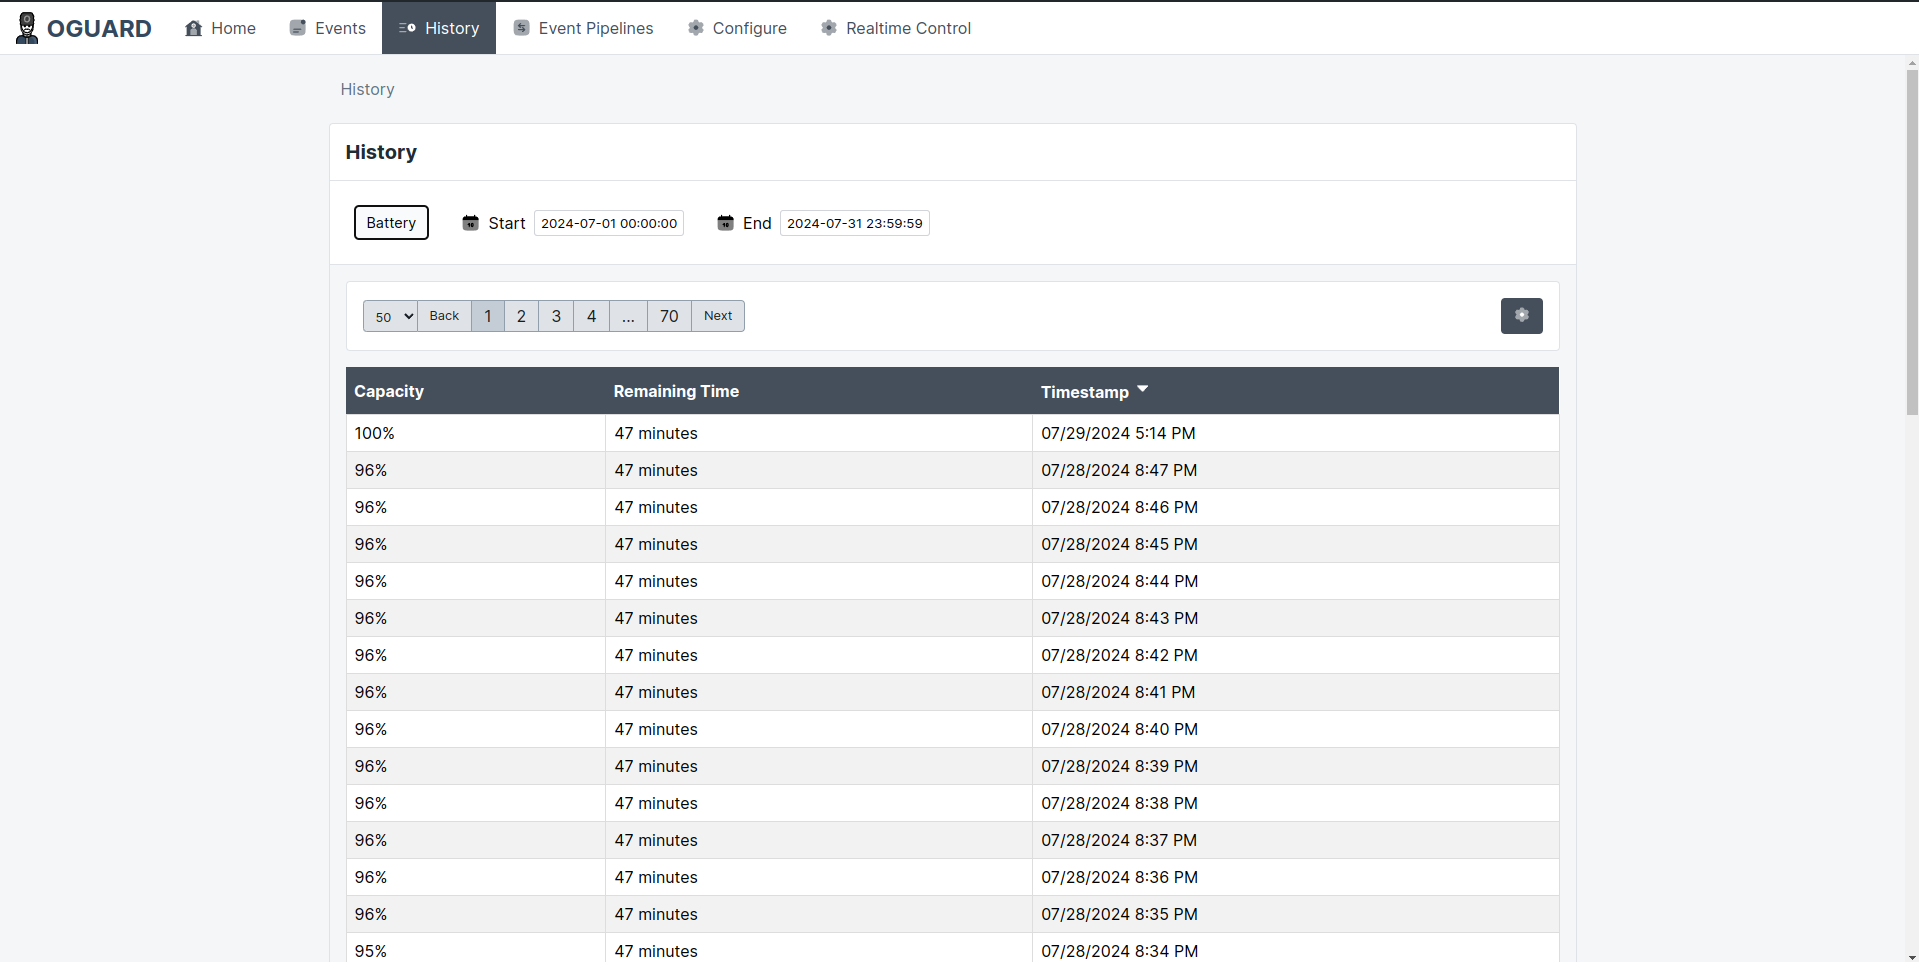 OGUARD Home Events History Event Pipelines Configure Realtime Control
History
History
Battery Start 2024-07-01 00:00:00 End 2024-07-31 23:59:59
50 Back 1 2 3 4 ... 70 Next
Capacity Remaining Time Timestamp
100% 47 minutes 07/29/2024 5:14 PM
96% 47 minutes 07/28/2024 8:47 PM
96% 47 minutes 07/28/2024 8:46 PM
96% 47 minutes 07/28/2024 8:45 PM
96% 47 minutes 07/28/2024 8:44 PM
96% 47 minutes 07/28/2024 8:43 PM
96% 47 minutes 07/28/2024 8:42 PM
96% 47 minutes 07/28/2024 8:41 PM
96% 47 minutes 07/28/2024 8:40 PM
96% 47 minutes 07/28/2024 8:39 PM
96% 47 minutes 07/28/2024 8:38 PM
96% 47 minutes 07/28/2024 8:37 PM
96% 47 minutes 07/28/2024 8:36 PM
96% 47 minutes 07/28/2024 8:35 PM
95% 47 minutes 07/28/2024 8:34 PM